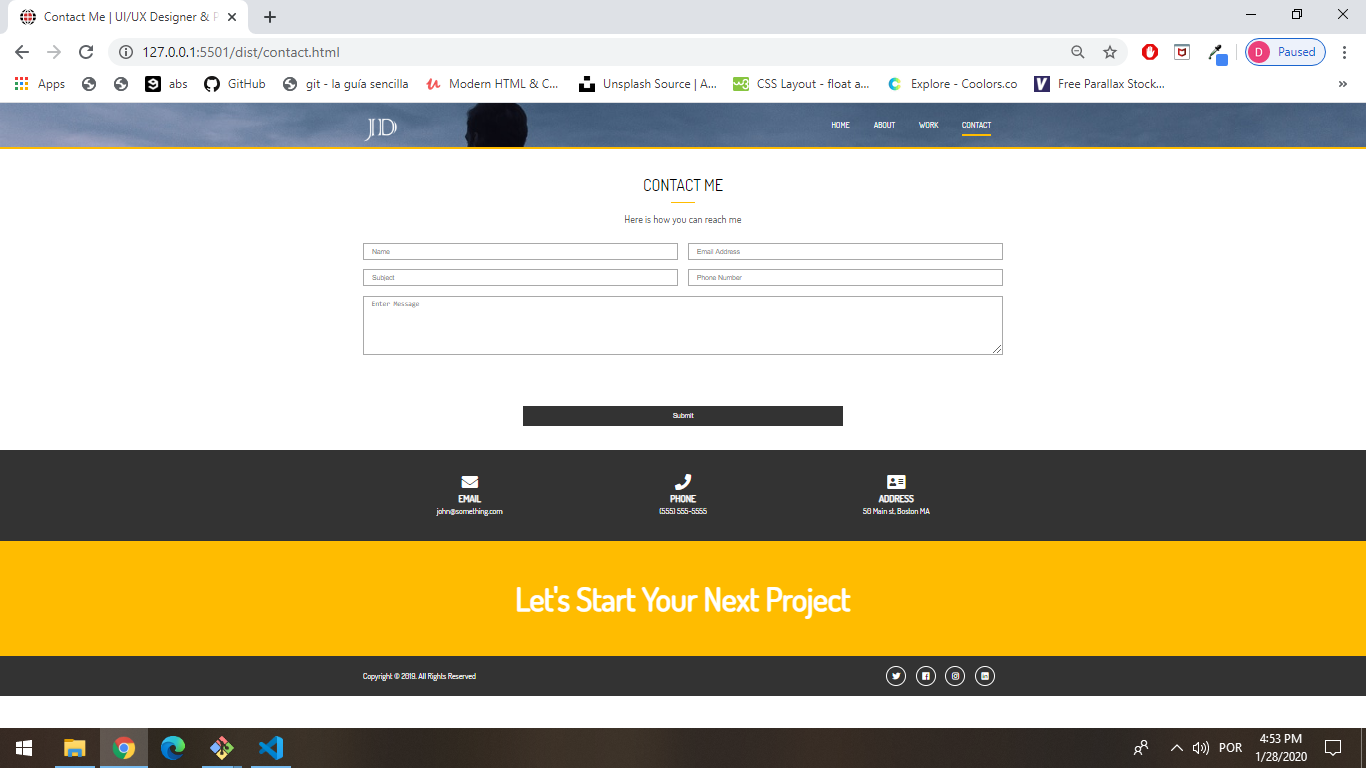 Contact Me | UI/UX Designer & P
127.0.0.1:5501/dist/contact.html
D Paused
Apps abs GitHub git - la guía sencilla Modern HTML & C... Unsplash Source | A... CSS Layout - float a... Explore - Coolors.co Free Parallax Stock... »
JD HOME ABOUT WORK CONTACT
CONTACT ME
Here is how you can reach me
Name Email Address
Subject Phone Number
Enter Message
Submit
EMAIL PHONE ADDRESS
john@something.com (555) 555-5555 50 Main st, Boston MA
Let's Start Your Next Project
Copyright © 2019. All Rights Reserved
POR
4:53 PM
1/28/2020